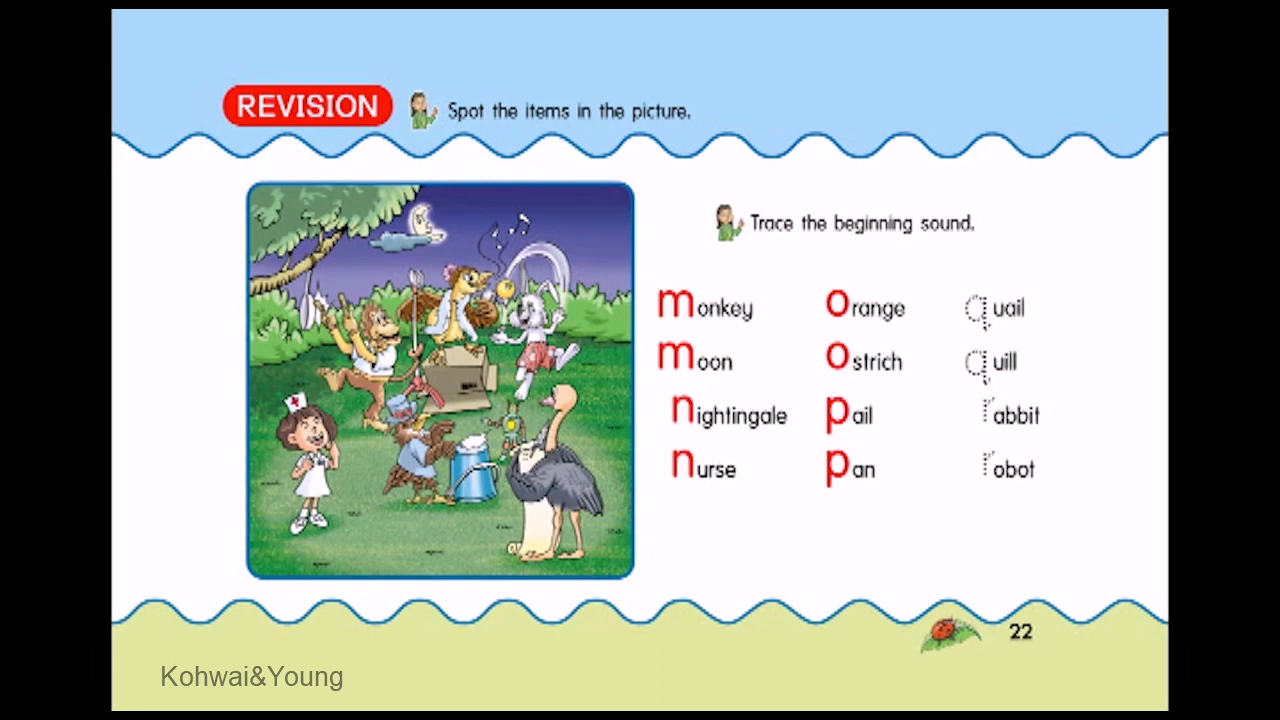 REVISION Spot the items in the picture.
Trace the beginning sound.
monkey orange quail
moon ostrich quill
nightingale pail rabbit
nurse pan robot
22
Kohwai&Young